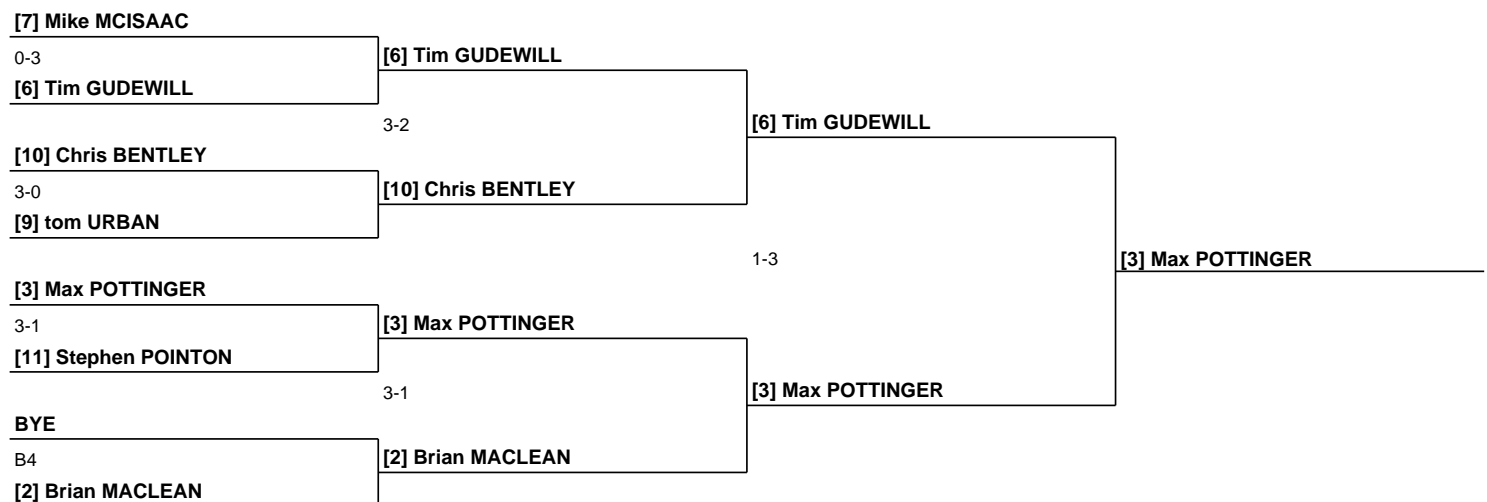 [7] Mike MCISAAC
0-3
[6] Tim GUDEWILL
[6] Tim GUDEWILL
3-2
[6] Tim GUDEWILL
[10] Chris BENTLEY
3-0
[10] Chris BENTLEY
[9] tom URBAN
1-3
[3] Max POTTINGER
[3] Max POTTINGER
3-1
[3] Max POTTINGER
[11] Stephen POINTON
3-1
[3] Max POTTINGER
BYE
B4
[2] Brian MACLEAN
[2] Brian MACLEAN